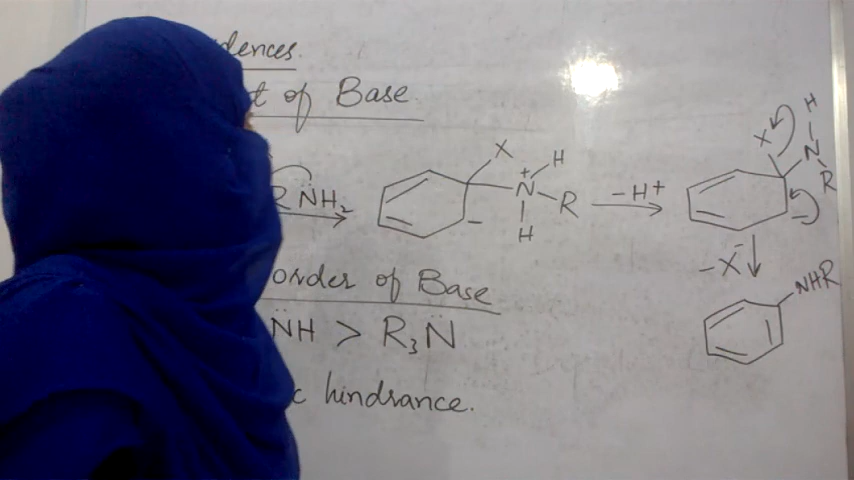 dences.
t of Base.
X
H
N+
R
H
RNH2
-H+
X
H
N
R
-X-
NHR
order of Base
NH > R3N
c hindrance.